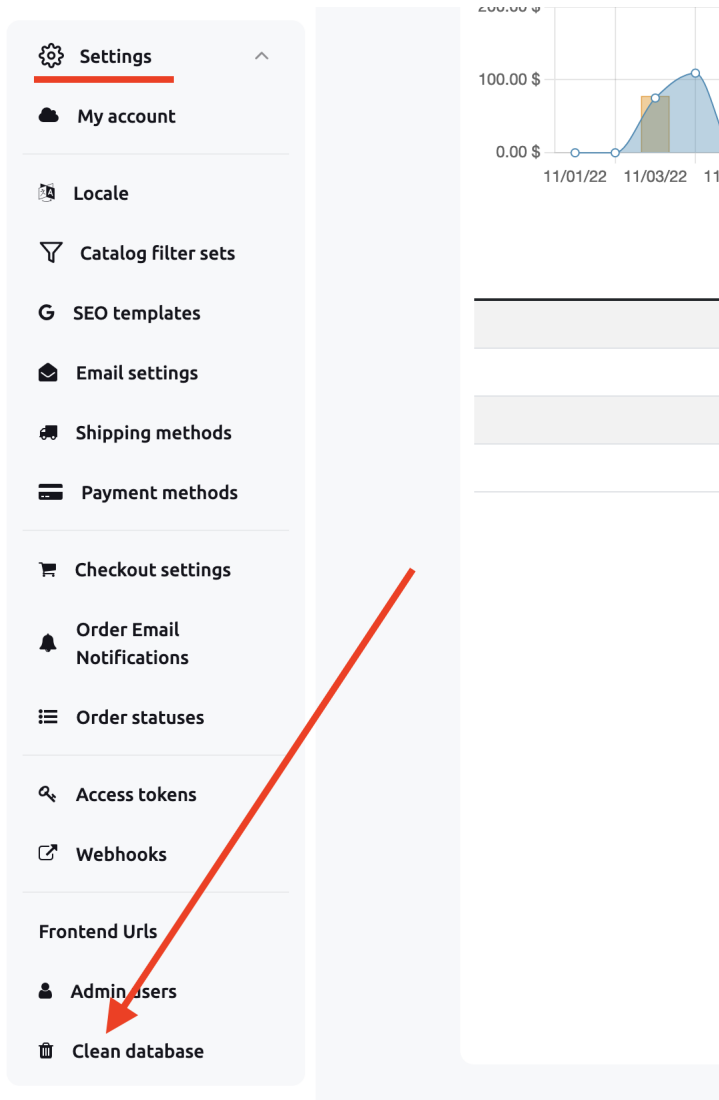 Settings
My account
Locale
Catalog filter sets
SEO templates
Email settings
Shipping methods
Payment methods
Checkout settings
Order Email
Notifications
Order statuses
Access tokens
Webhooks
Frontend Urls
Admin users
Clean database
200.00 $
100.00 $
0.00 $
11/01/22 11/03/22 11